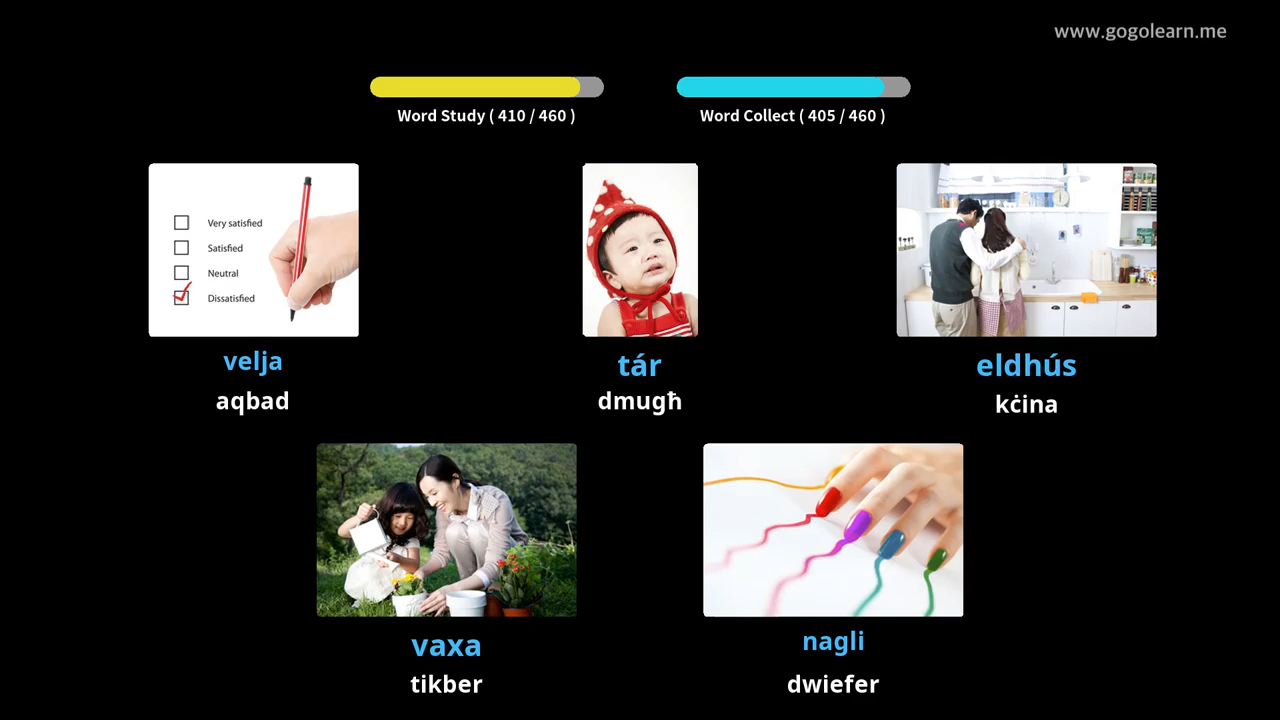 www.gogolearn.me
Word Study ( 410 / 460 )
Word Collect ( 405 / 460 )
Very satisfied
Satisfied
Neutral
Dissatisfied
velja
aqbad
tár
dmugħ
eldhús
kċina
vaxa
tikber
nagli
dwiefer